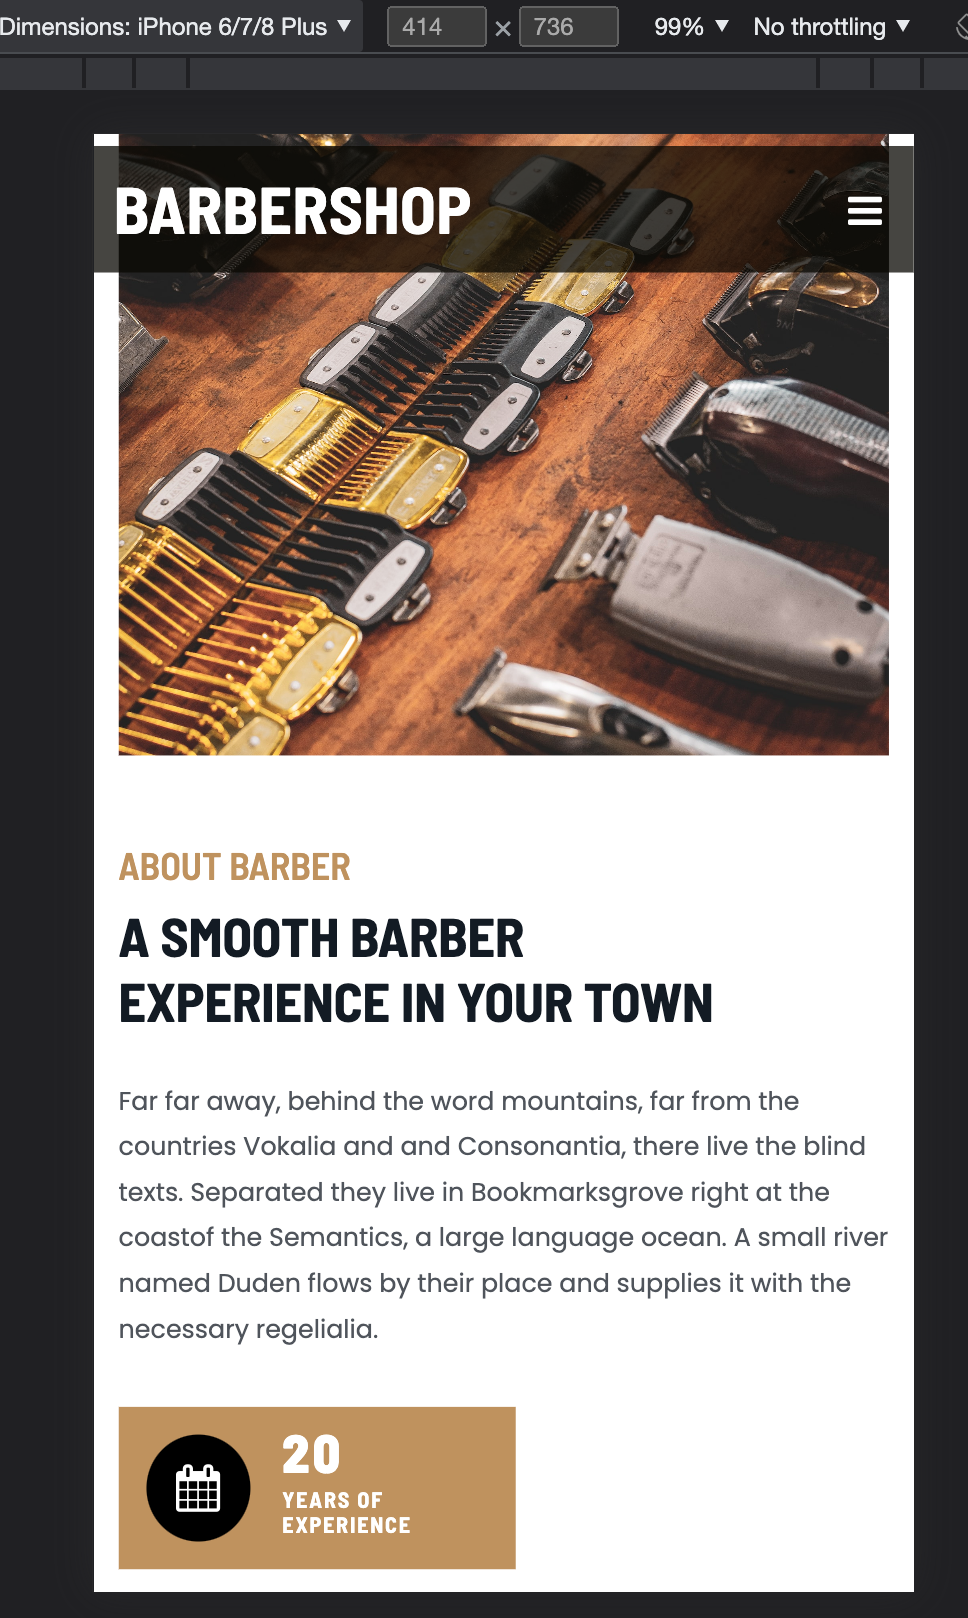 Dimensions: iPhone 6/7/8 Plus ▼ 414 × 736 99% ▼ No throttling ▼
BARBERSHOP
ABOUT BARBER
A SMOOTH BARBER
EXPERIENCE IN YOUR TOWN
Far far away, behind the word mountains, far from the
countries Vokalia and and Consonantia, there live the blind
texts. Separated they live in Bookmarksgrove right at the
coastof the Semantics, a large language ocean. A small river
named Duden flows by their place and supplies it with the
necessary regelialia.
20
YEARS OF
EXPERIENCE